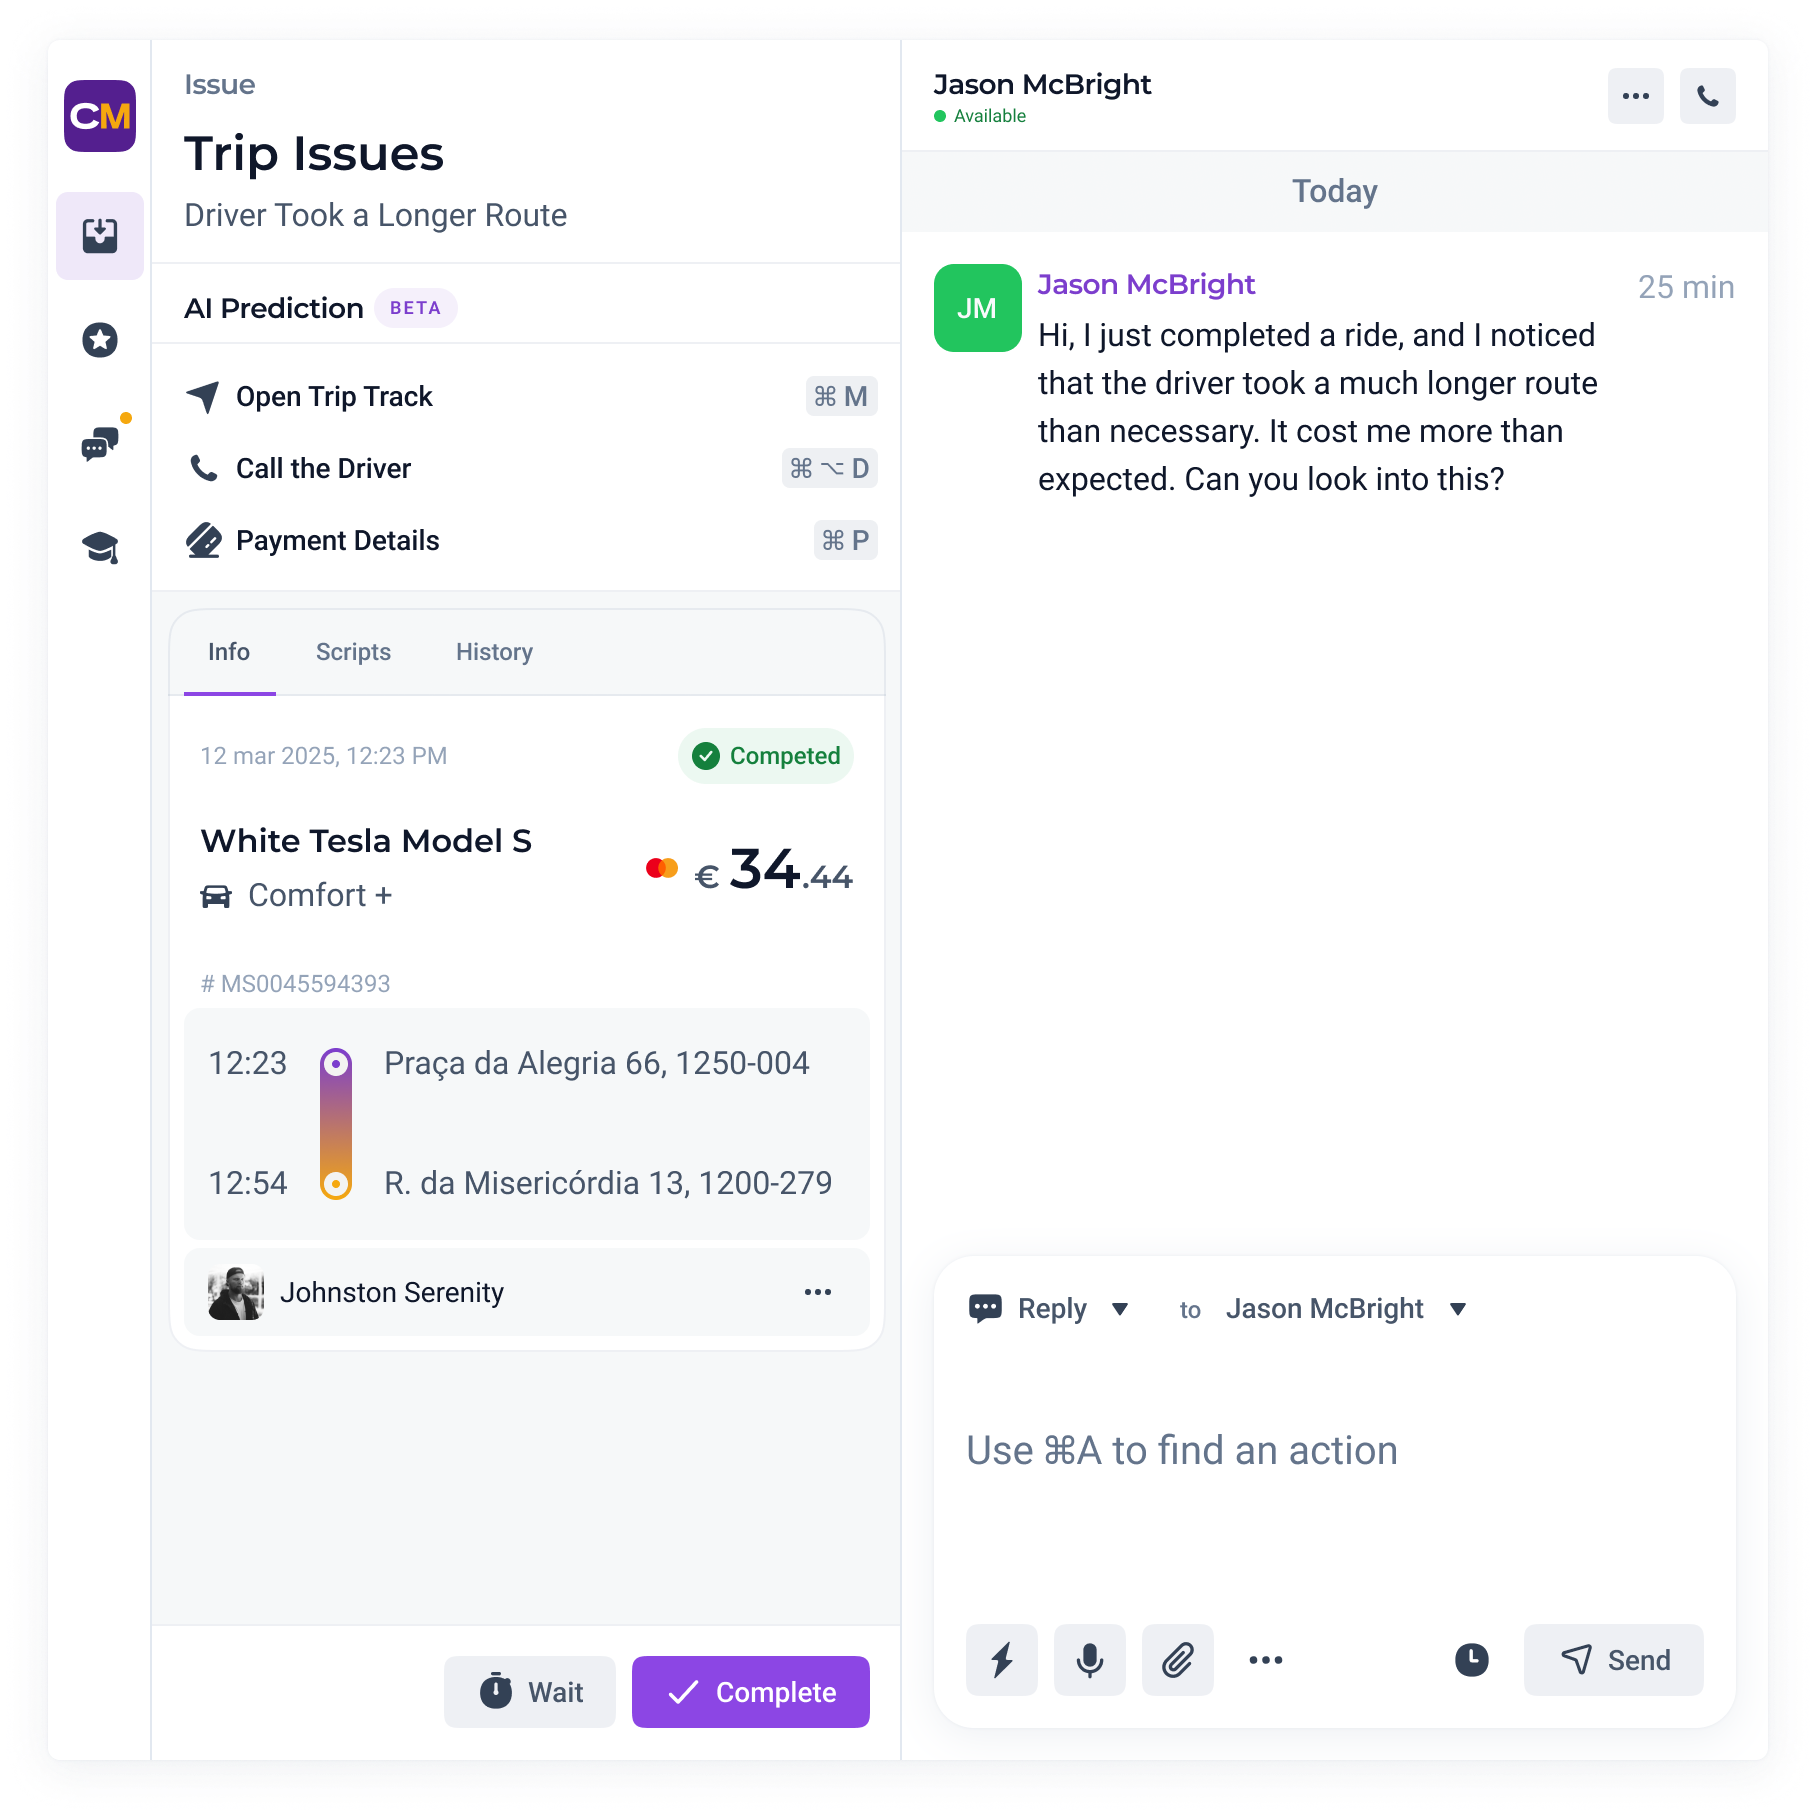 CM
Issue
Trip Issues
Driver Took a Longer Route
AI Prediction BETA
Open Trip Track ⌘ M
Call the Driver ⌘ ⌥ D
Payment Details ⌘ P
Info Scripts History
12 mar 2025, 12:23 PM Competed
White Tesla Model S
Comfort +
€ 34.44
# MS0045594393
12:23 Praça da Alegria 66, 1250-004
12:54 R. da Misericórdia 13, 1200-279
Johnston Serenity
Wait Complete
Jason McBright
Available
Today
JM
Jason McBright 25 min
Hi, I just completed a ride, and I noticed
that the driver took a much longer route
than necessary. It cost me more than
expected. Can you look into this?
Reply to Jason McBright
Use ⌘A to find an action
Send